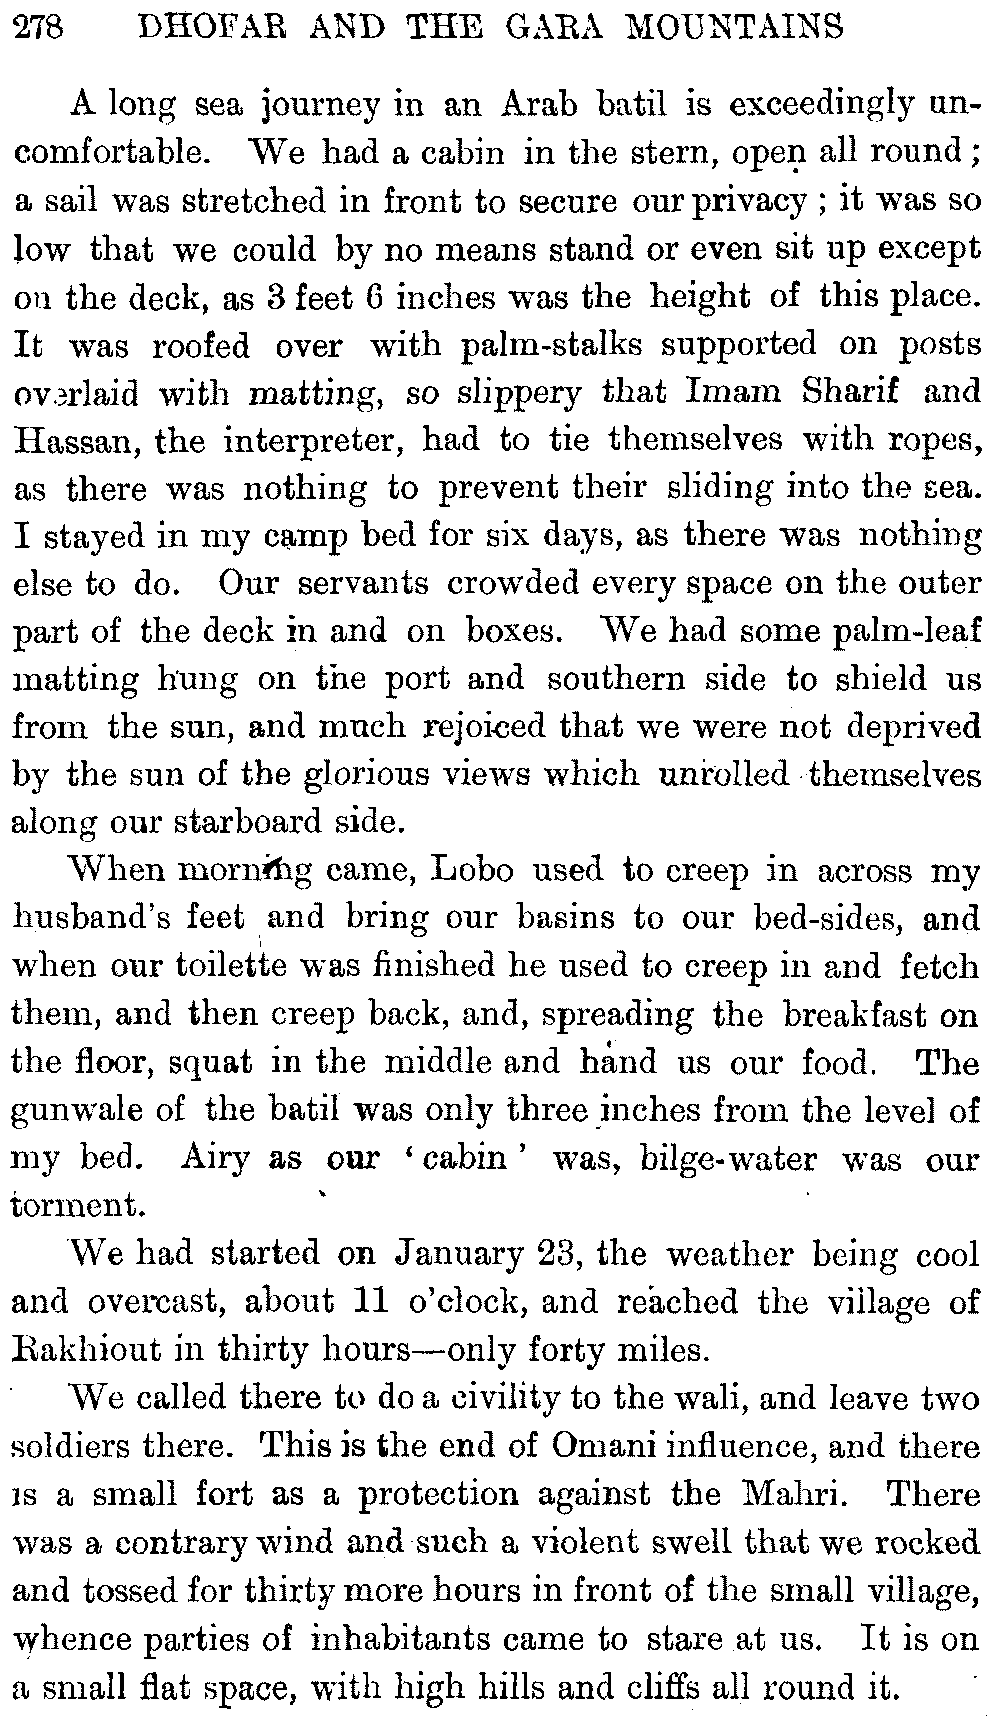 278 DHOFAR AND THE GARA MOUNTAINS
A long sea journey in an Arab batil is exceedingly un-
comfortable. We had a cabin in the stern, open all round;
a sail was stretched in front to secure our privacy; it was so
low that we could by no means stand or even sit up except
on the deck, as 3 feet 6 inches was the height of this place.
It was roofed over with palm-stalks supported on posts
overlaid with matting, so slippery that Imam Sharif and
Hassan, the interpreter, had to tie themselves with ropes,
as there was nothing to prevent their sliding into the sea.
I stayed in my camp bed for six days, as there was nothing
else to do. Our servants crowded every space on the outer
part of the deck in and on boxes. We had some palm-leaf
matting hung on the port and southern side to shield us
from the sun, and much rejoiced that we were not deprived
by the sun of the glorious views which unrolled themselves
along our starboard side.
When morning came, Lobo used to creep in across my
husband's feet and bring our basins to our bed-sides, and
when our toilette was finished he used to creep in and fetch
them, and then creep back, and, spreading the breakfast on
the floor, squat in the middle and hand us our food. The
gunwale of the batil was only three inches from the level of
my bed. Airy as our 'cabin' was, bilge-water was our
torment.
We had started on January 23, the weather being cool
and overcast, about 11 o'clock, and reached the village of
Rakhiout in thirty hours—only forty miles.
We called there to do a civility to the wali, and leave two
soldiers there. This is the end of Omani influence, and there
is a small fort as a protection against the Mahri. There
was a contrary wind and such a violent swell that we rocked
and tossed for thirty more hours in front of the small village,
whence parties of inhabitants came to stare at us. It is on
a small flat space, with high hills and cliffs all round it.